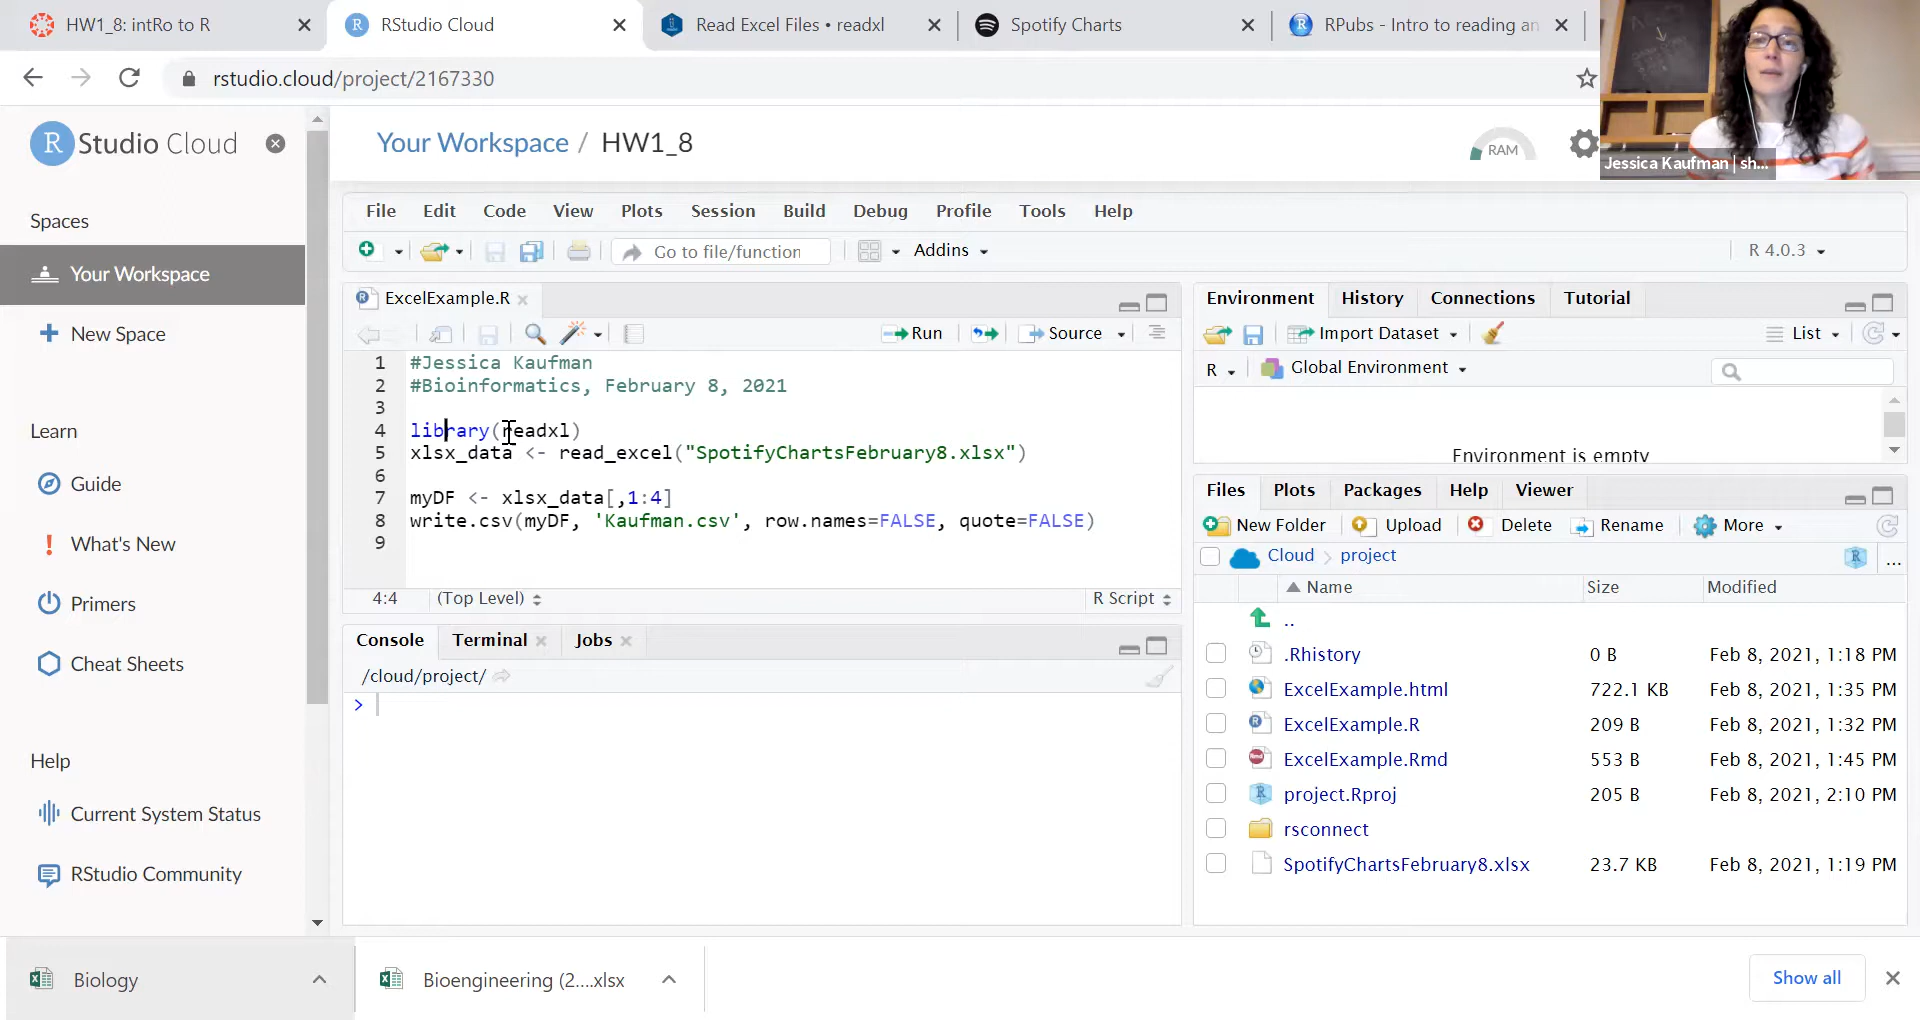 HW1_8: intRo to R
RStudio Cloud
Read Excel Files • readxl
Spotify Charts
RPubs - Intro to reading an
rstudio.cloud/project/2167330
Jessica Kaufman | sh...
R Studio Cloud
Spaces
Your Workspace
New Space
Learn
Guide
What's New
Primers
Cheat Sheets
Help
Current System Status
RStudio Community
Your Workspace / HW1_8
RAM
File Edit Code View Plots Session Build Debug Profile Tools Help
Go to file/function
Addins
R 4.0.3
ExcelExample.R
Run
Source
1 #Jessica Kaufman
2 #Bioinformatics, February 8, 2021
3
4 library(readxl)
5 xlsx_data <- read_excel("SpotifyChartsFebruary8.xlsx")
6
7 myDF <- xlsx_data[,1:4]
8 write.csv(myDF, 'Kaufman.csv', row.names=FALSE, quote=FALSE)
9
4:4 (Top Level) R Script
Console Terminal Jobs
/cloud/project/
>
Environment History Connections Tutorial
Import Dataset
List
R Global Environment
Environment is empty
Files Plots Packages Help Viewer
New Folder Upload Delete Rename More
Cloud project ...
Name Size Modified
..
.Rhistory 0 B Feb 8, 2021, 1:18 PM
ExcelExample.html 722.1 KB Feb 8, 2021, 1:35 PM
ExcelExample.R 209 B Feb 8, 2021, 1:32 PM
ExcelExample.Rmd 553 B Feb 8, 2021, 1:45 PM
project.Rproj 205 B Feb 8, 2021, 2:10 PM
rsconnect
SpotifyChartsFebruary8.xlsx 23.7 KB Feb 8, 2021, 1:19 PM
Biology
Bioengineering (2....xlsx
Show all